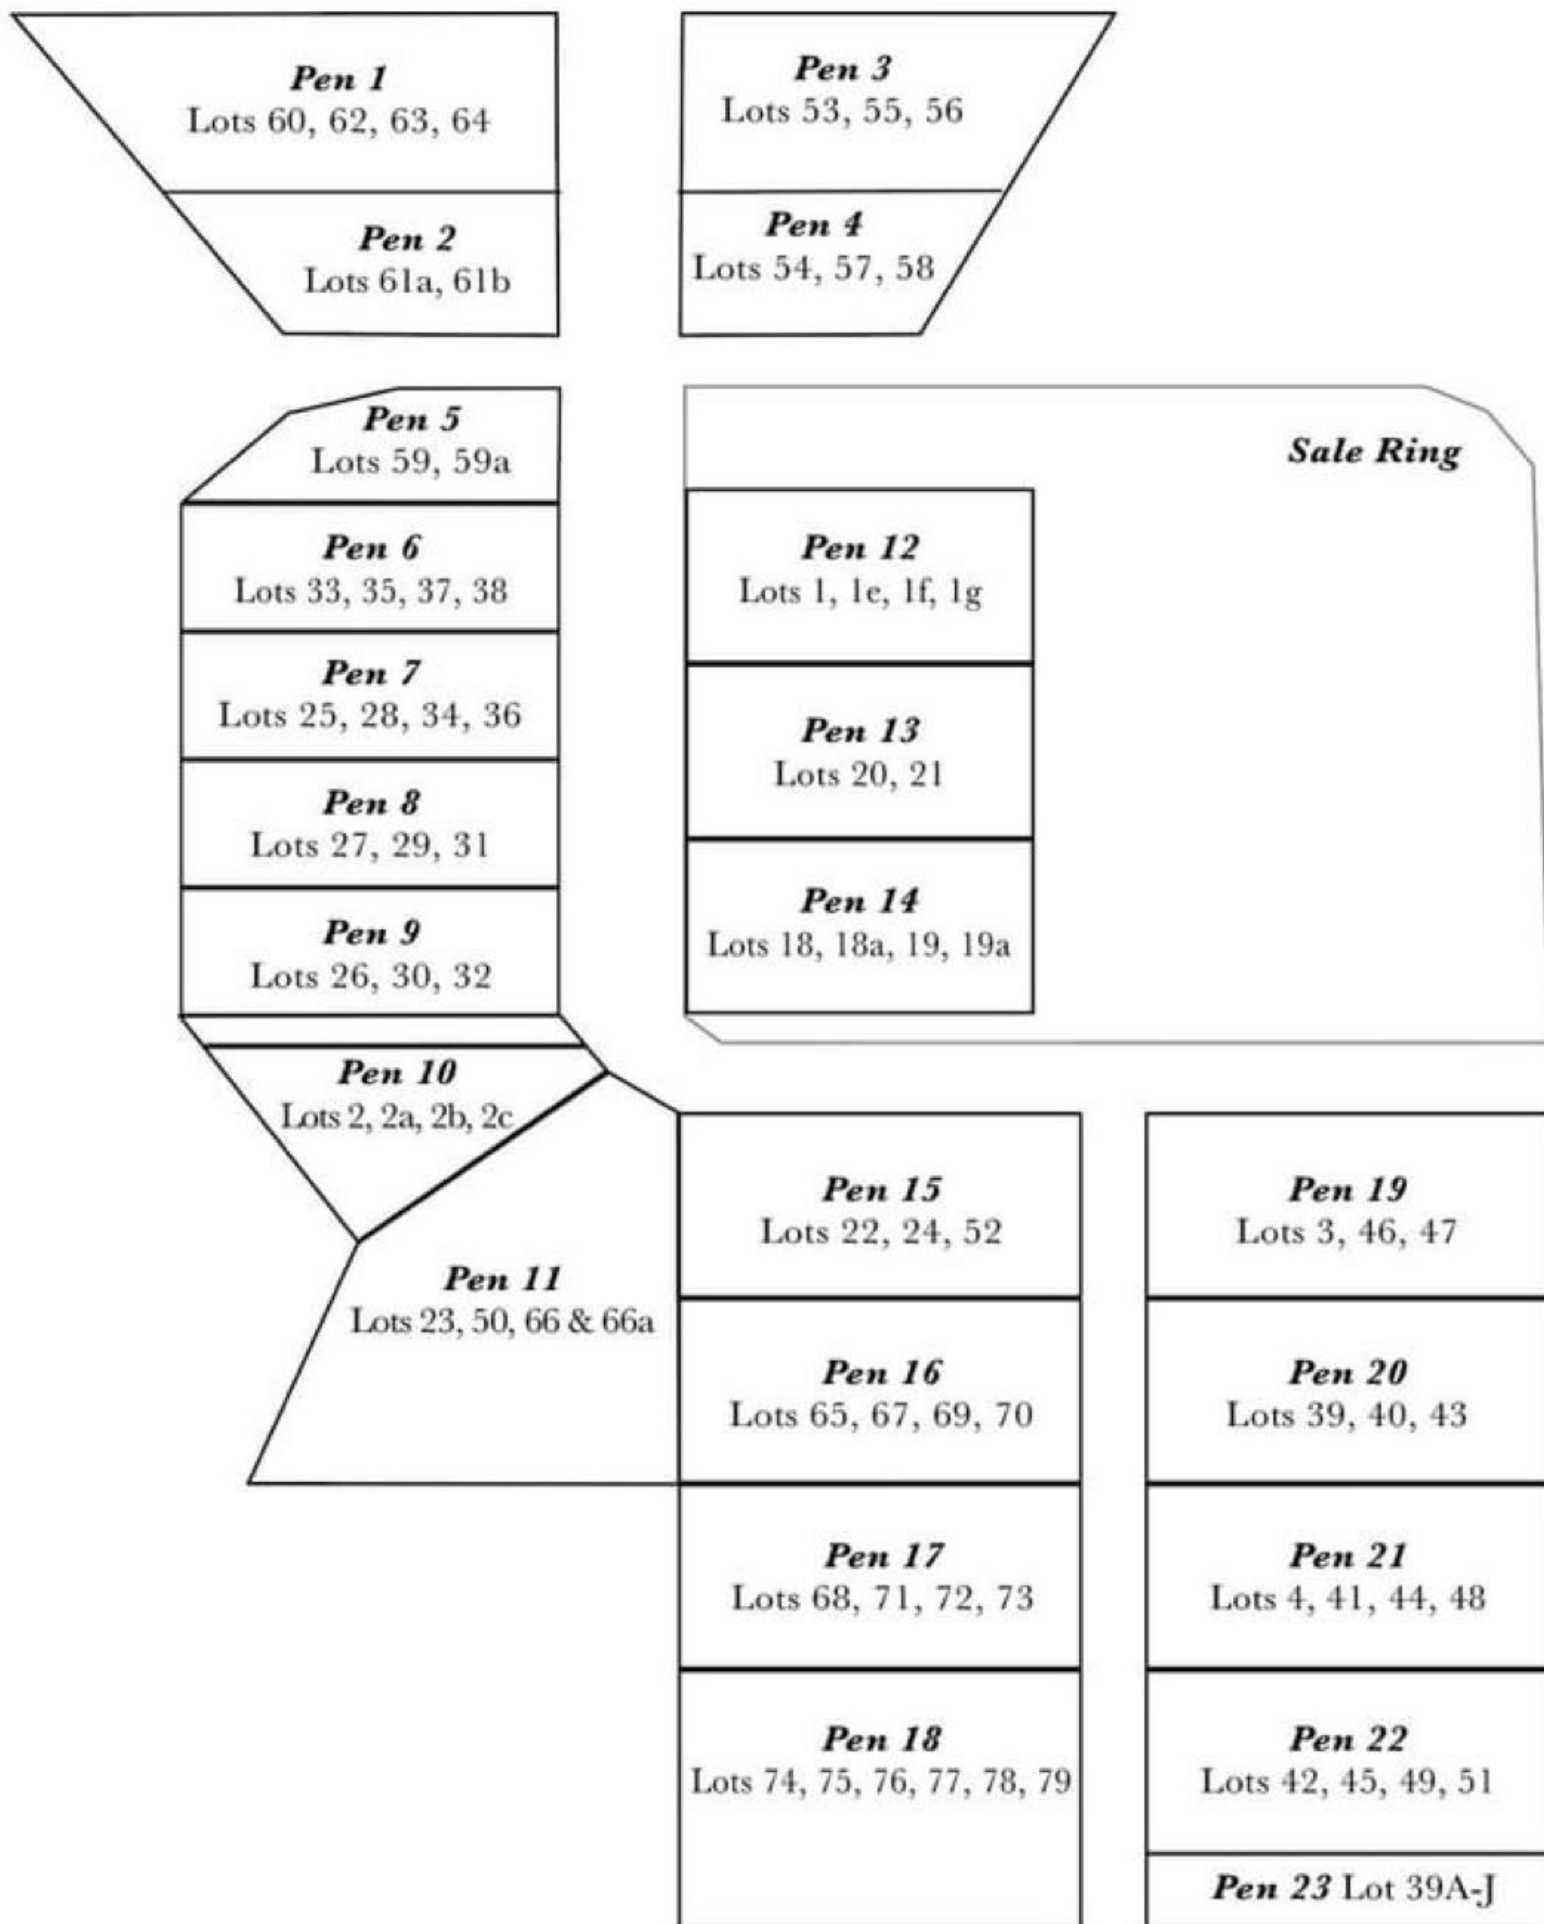 Pen 1
Lots 60, 62, 63, 64
Pen 2
Lots 61a, 61b
Pen 3
Lots 53, 55, 56
Pen 4
Lots 54, 57, 58
Pen 5
Lots 59, 59a
Pen 6
Lots 33, 35, 37, 38
Pen 7
Lots 25, 28, 34, 36
Pen 8
Lots 27, 29, 31
Pen 9
Lots 26, 30, 32
Pen 10
Lots 2, 2a, 2b, 2c
Pen 11
Lots 23, 50, 66 & 66a
Sale Ring
Pen 12
Lots 1, 1e, 1f, 1g
Pen 13
Lots 20, 21
Pen 14
Lots 18, 18a, 19, 19a
Pen 15
Lots 22, 24, 52
Pen 16
Lots 65, 67, 69, 70
Pen 17
Lots 68, 71, 72, 73
Pen 18
Lots 74, 75, 76, 77, 78, 79
Pen 19
Lots 3, 46, 47
Pen 20
Lots 39, 40, 43
Pen 21
Lots 4, 41, 44, 48
Pen 22
Lots 42, 45, 49, 51
Pen 23 Lot 39A-J